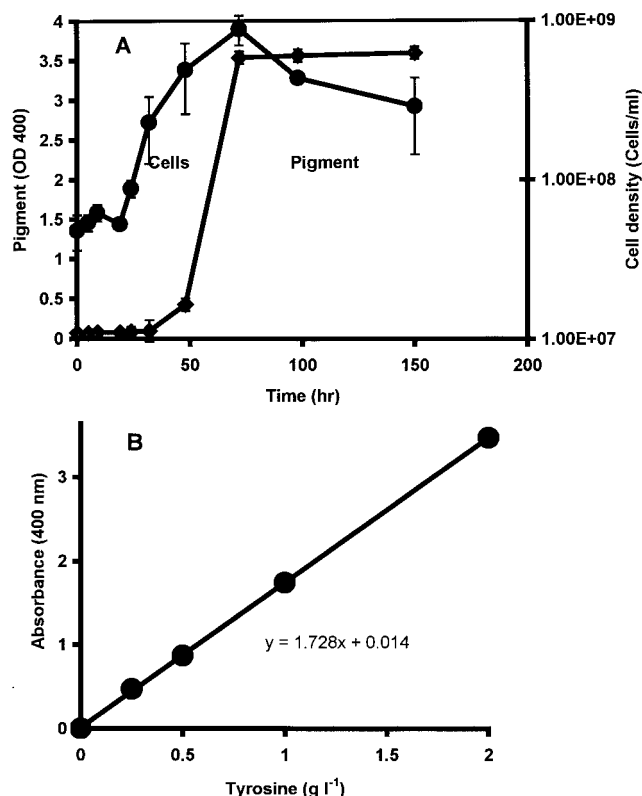 A
4
3.5
3
2.5
2
1.5
1
0.5
0
Pigment (OD 400)
Cells
Pigment
1.00E+09
1.00E+08
1.00E+07
Cell density (Cells/ml)
0 50 100 150 200
Time (hr)
B
3
2
1
0
Absorbance (400 nm)
y = 1.728x + 0.014
0 0.5 1 1.5 2
Tyrosine (g l⁻¹)